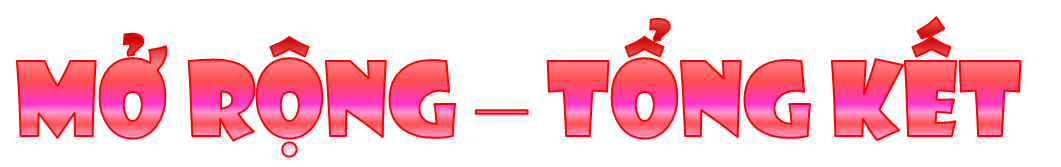 MỞ RỘNG – TỔNG KẾT